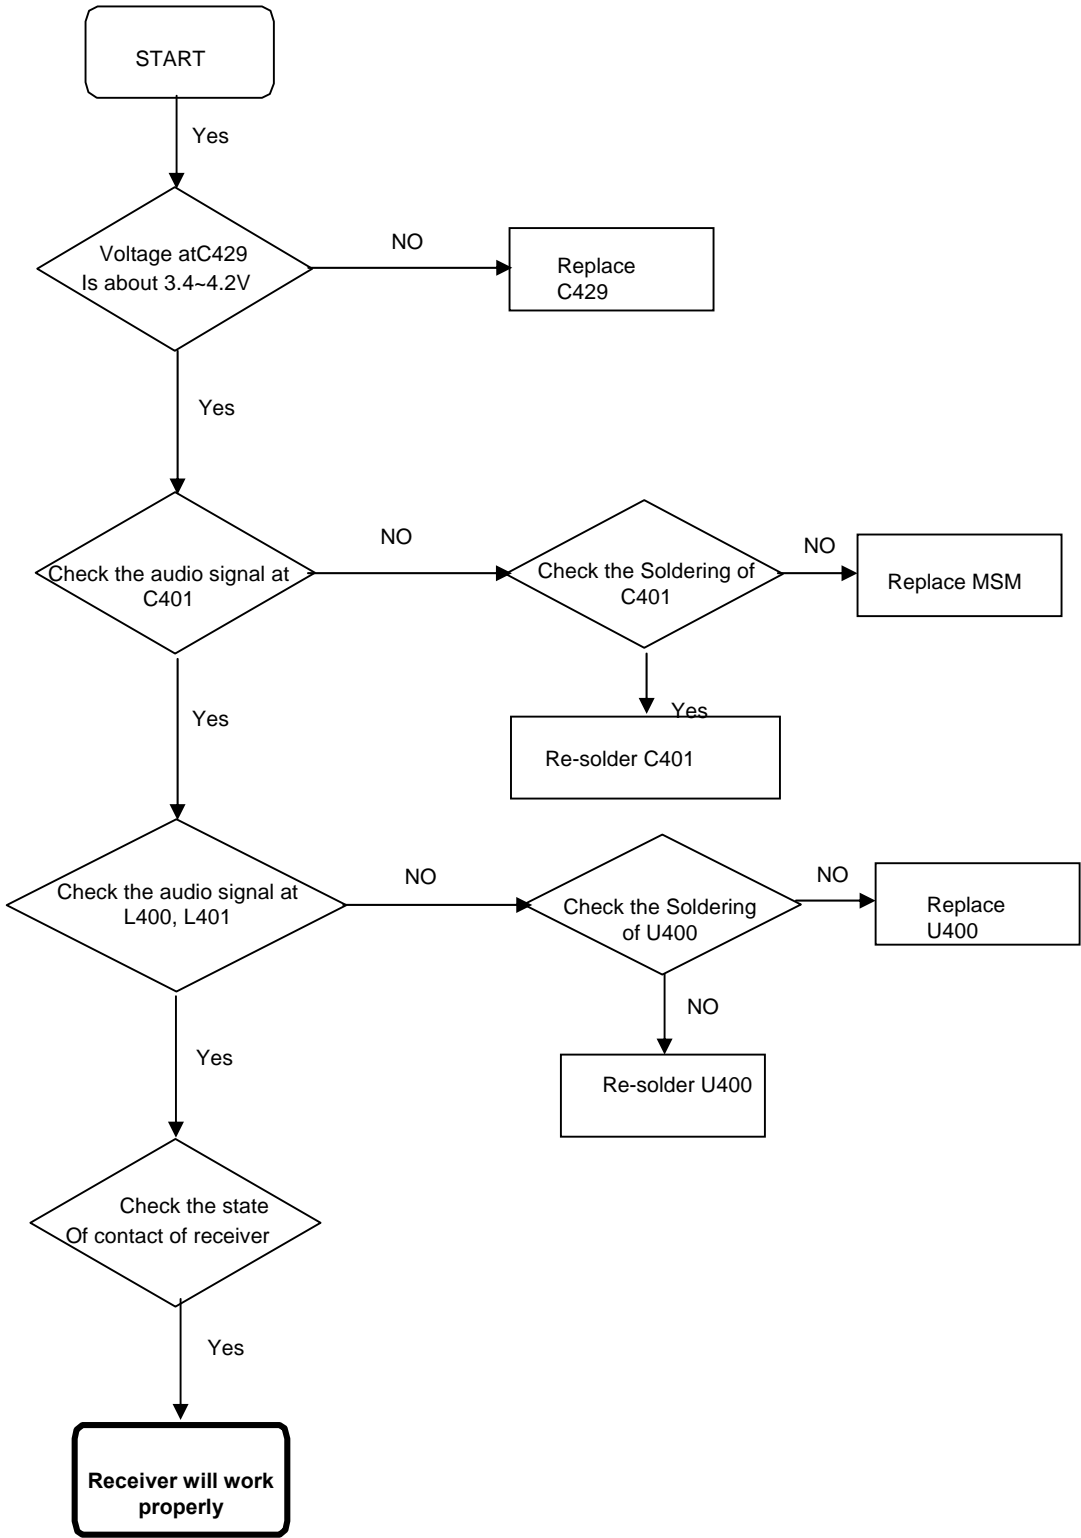 START
Yes
Voltage atC429
Is about 3.4~4.2V
NO
Replace
C429
Yes
Check the audio signal at
C401
NO
Check the Soldering of
C401
NO
Replace MSM
Yes
Re-solder C401
Yes
Check the audio signal at
L400, L401
NO
Check the Soldering
of U400
NO
Replace
U400
NO
Re-solder U400
Yes
Check the state
Of contact of receiver
Yes
Receiver will work
properly